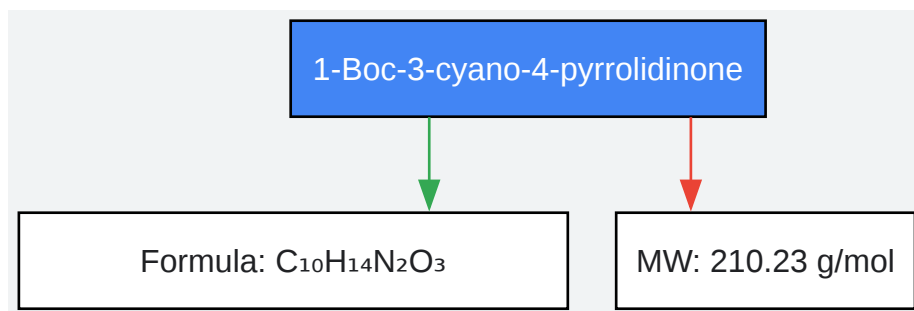 1-Boc-3-cyano-4-pyrrolidinone
Formula: C₁₀H₁₄N₂O₃
MW: 210.23 g/mol